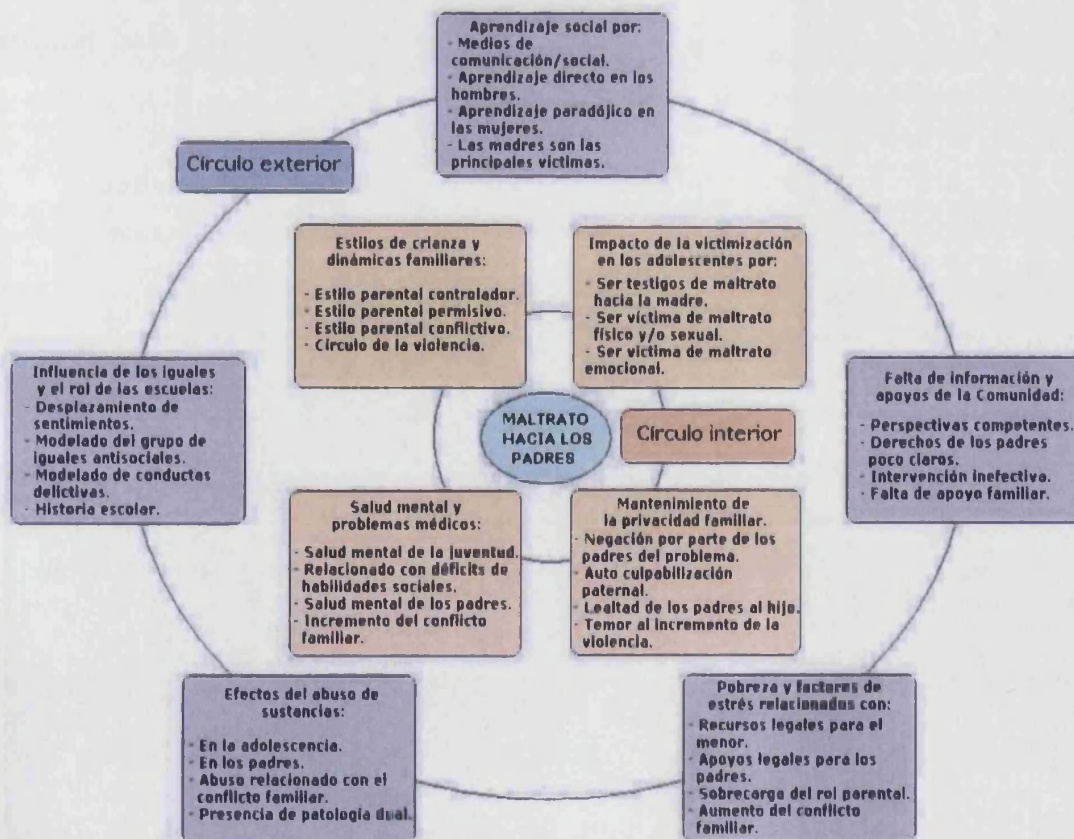 Aprendizaje social por:
- Medios de
comunicación/social.
- Aprendizaje directo en los
hombres.
- Aprendizaje paradójico en
las mujeres.
- Las madres son las
principales víctimas.
Círculo exterior
Estilos de crianza y
dinámicas familiares:
- Estilo parental controlador.
- Estilo parental permisivo.
- Estilo parental conflictivo.
- Círculo de la violencia.
Impacto de la victimización
en los adolescentes por:
- Ser testigos de maltrato
hacia la madre.
- Ser víctima de maltrato
físico y/o sexual.
- Ser víctima de maltrato
emocional.
Influencia de los iguales
y el rol de las escuelas:
- Desplazamiento de
sentimientos.
- Modelado del grupo de
iguales antisociales.
- Modelado de conductas
delictivas.
- Historia escolar.
MALTRATO
HACIA LOS
PADRES
Círculo interior
Falta de información y
apoyos de la Comunidad:
- Perspectivas competentes.
- Derechos de los padres
poco claros.
- Intervención inefectiva.
- Falta de apoyo familiar.
Salud mental y
problemas médicos:
- Salud mental de la juventud.
- Relacionado con déficits de
habilidades sociales.
- Salud mental de los padres.
- Incremento del conflicto
familiar.
Mantenimiento de
la privacidad familiar.
- Negación por parte de los
padres del problema.
- Auto culpabilización
paternal.
- Lealtad de los padres al hijo.
- Temor al incremento de la
violencia.
Efectos del abuso de
sustancias:
- En la adolescencia.
- En los padres.
- Abuso relacionado con el
conflicto familiar.
- Presencia de patología dual.
Pobreza y factores de
estrés relacionados con:
- Recursos legales para el
menor.
- Apoyos legales para los
padres.
- Sobrecarga del rol parental.
- Aumento del conflicto
familiar.